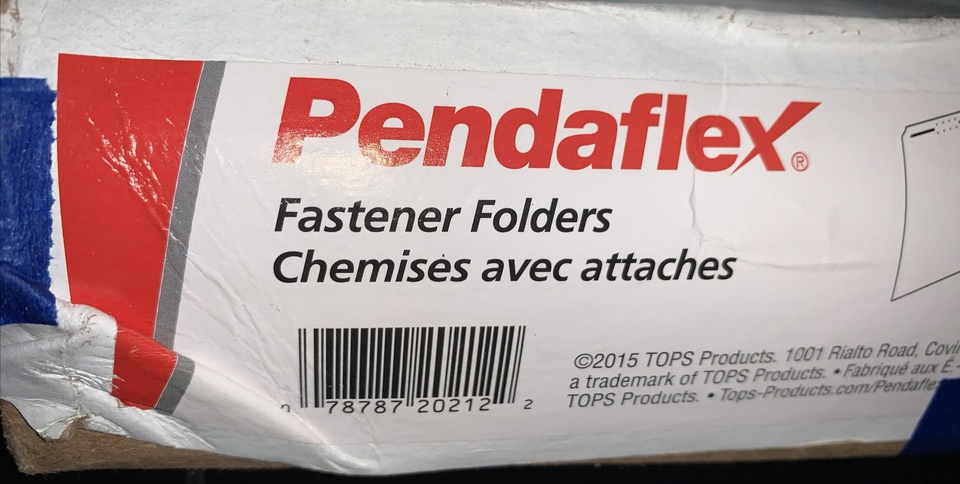 Pendaflex®
Fastener Folders
Chemises avec attaches
0 78787 20212 2
©2015 TOPS Products. 1001 Rialto Road,
a trademark of TOPS Products. • Fabriqué aux É.-
TOPS Products. • Tops-Products.com/Pendaflex